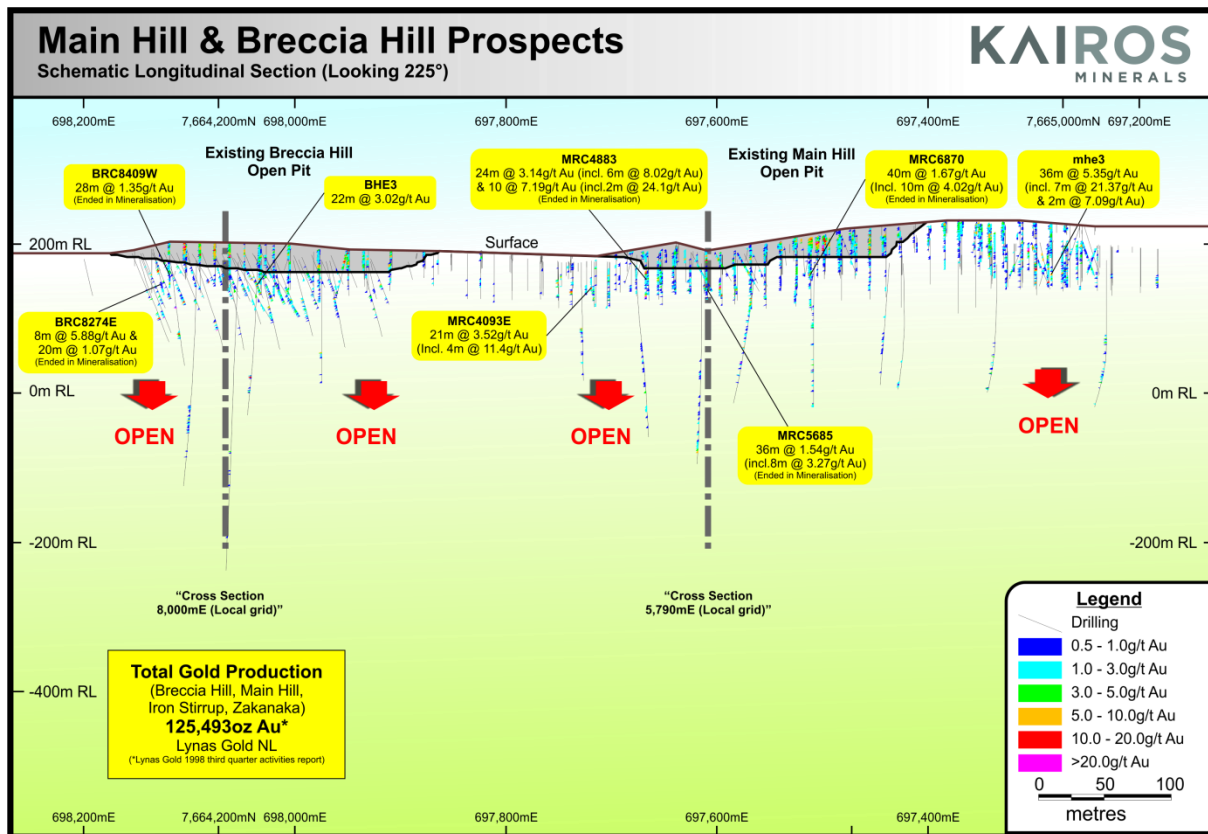 Main Hill & Breccia Hill Prospects
Schematic Longitudinal Section (Looking 225°)
KAIROS
MINERALS
698,200mE
7,664,200mN
698,000mE
697,800mE
697,600mE
697,400mE
7,665,000mN
697,200mE
BRC8409W
28m @ 1.35g/t Au
(Ended in Mineralisation)
Existing Breccia Hill
Open Pit
BHE3
22m @ 3.02g/t Au
MRC4883
24m @ 3.14g/t Au (incl. 6m @ 8.02g/t Au)
& 10 @ 7.19g/t Au (incl.2m @ 24.1g/t Au)
(Ended in Mineralisation)
Existing Main Hill
Open Pit
MRC6870
40m @ 1.67g/t Au
(Incl. 10m @ 4.02g/t Au)
(Ended in Mineralisation)
mhe3
36m @ 5.35g/t Au
(incl. 7m @ 21.37g/t Au
& 2m @ 7.09g/t Au)
200m RL
Surface
200m RL
BRC8274E
8m @ 5.88g/t Au &
20m @ 1.07g/t Au
(Ended in Mineralisation)
MRC4093E
21m @ 3.52g/t Au
(Incl. 4m @ 11.4g/t Au)
0m RL
0m RL
OPEN
OPEN
OPEN
OPEN
MRC5685
36m @ 1.54g/t Au
(incl.8m @ 3.27g/t Au)
(Ended in Mineralisation)
-200m RL
-200m RL
“Cross Section
8,000mE (Local grid)”
“Cross Section
5,790mE (Local grid)”
Total Gold Production
(Breccia Hill, Main Hill,
Iron Stirrup, Zakanaka)
125,493oz Au*
Lynas Gold NL
(*Lynas Gold 1998 third quarter activities report)
-400m RL
Legend
Drilling
0.5 - 1.0g/t Au
1.0 - 3.0g/t Au
3.0 - 5.0g/t Au
5.0 - 10.0g/t Au
10.0 - 20.0g/t Au
>20.0g/t Au
0 50 100
metres
698,200mE
7,664,200mN
698,000mE
697,800mE
697,600mE
697,400mE